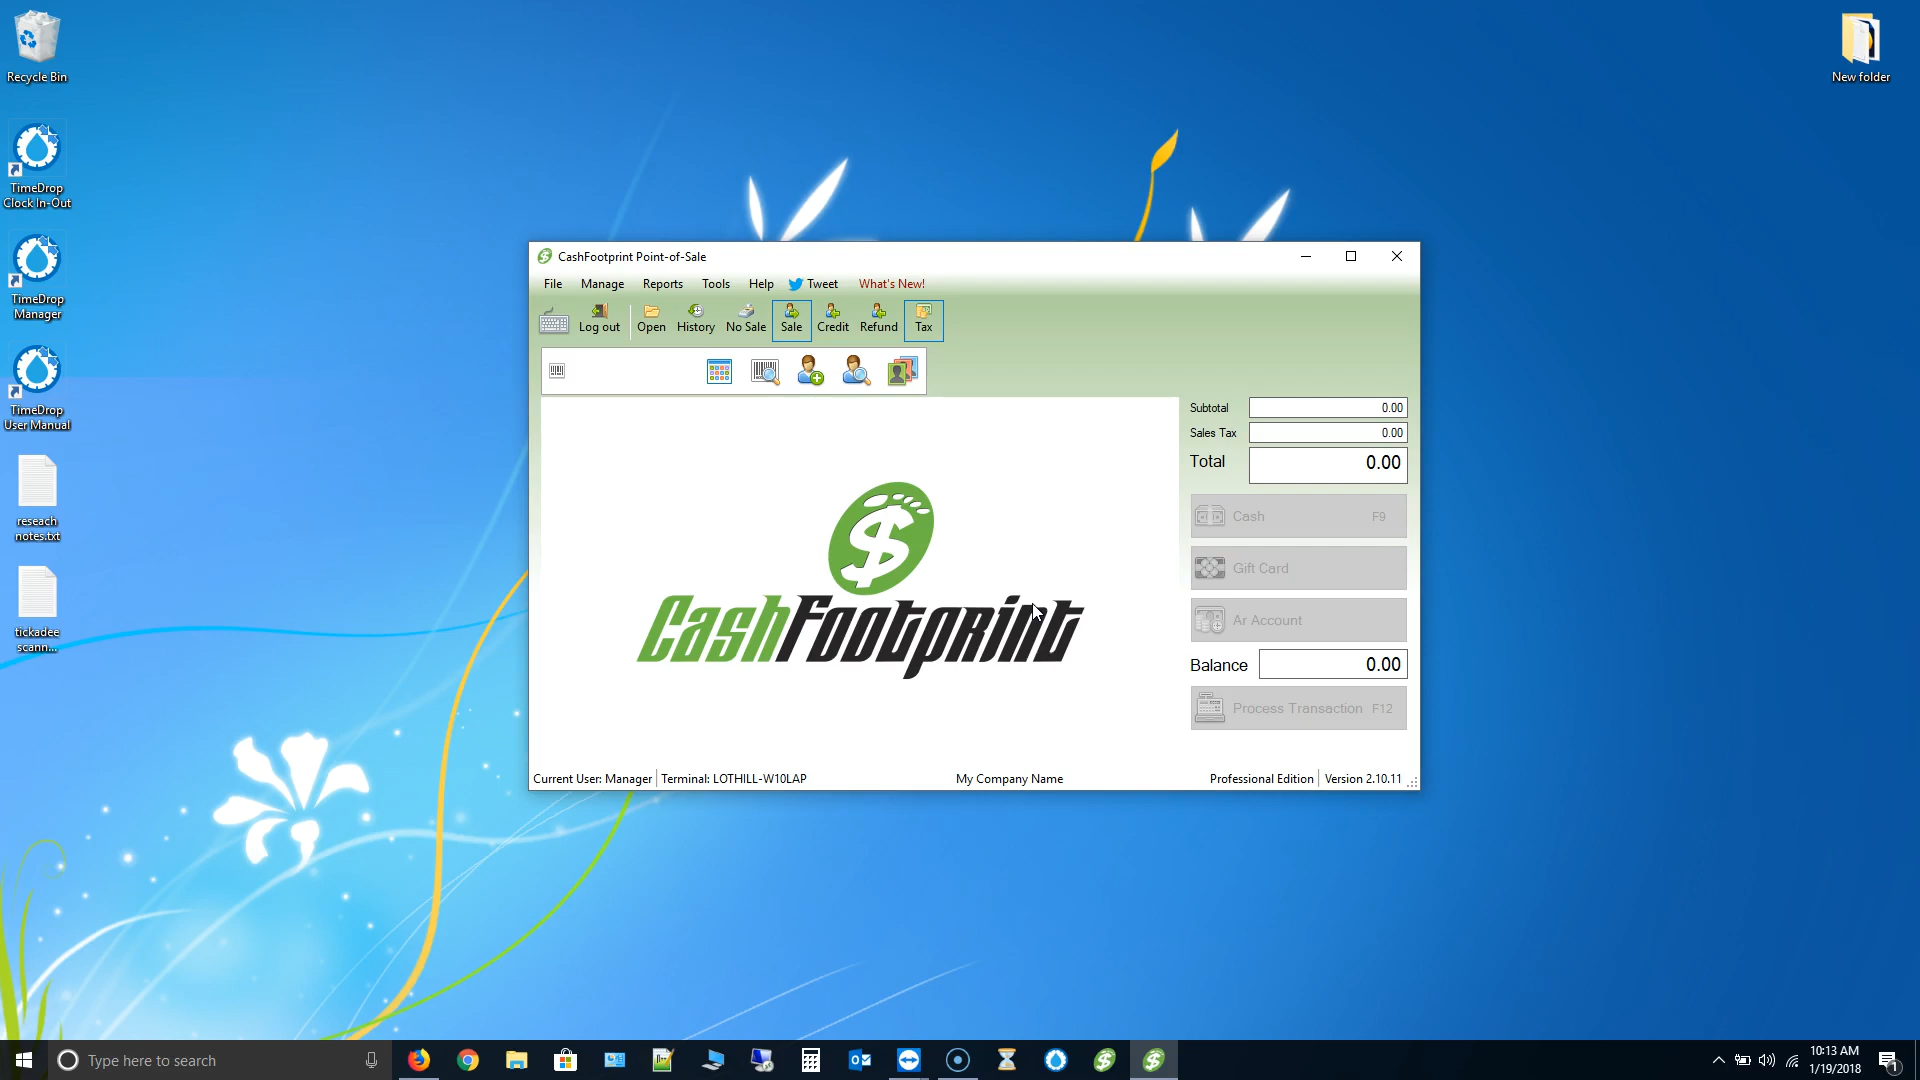 Recycle Bin
New folder
TimeDrop
Clock In-Out
TimeDrop
Manager
TimeDrop
User Manual
reseach
notes.txt
tickadee
scann...
CashFootprint Point-of-Sale
File Manage Reports Tools Help Tweet What's New!
Log out Open History No Sale Sale Credit Refund Tax
Subtotal 0.00
Sales Tax 0.00
Total 0.00
Cash F9
Gift Card
Ar Account
Balance 0.00
Process Transaction F12
CashFootprint
Current User: Manager Terminal: LOTHILL-W10LAP My Company Name Professional Edition Version 2.10.11
Type here to search
10:13 AM
1/19/2018
1